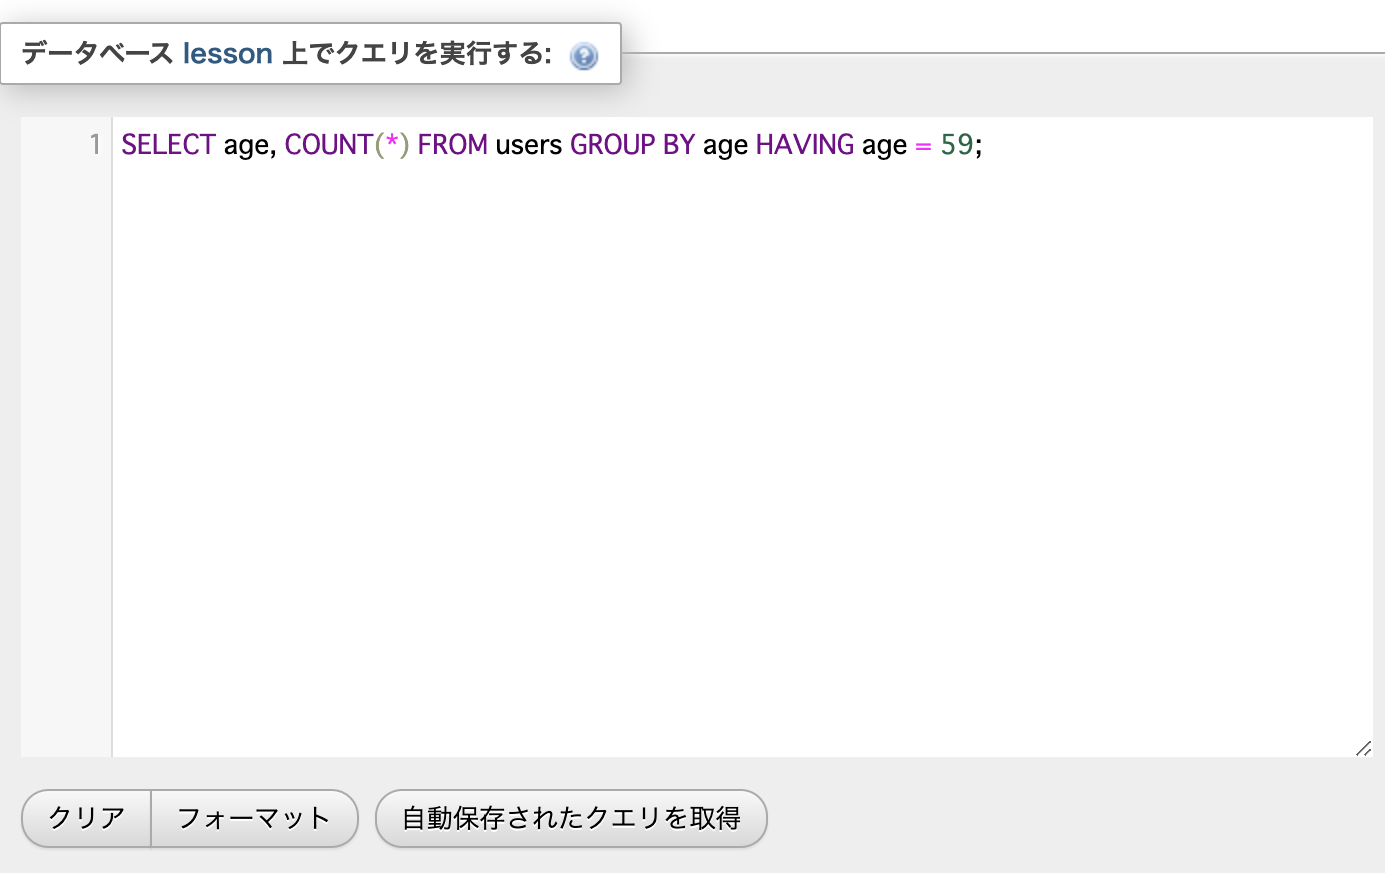 データベース lesson 上でクエリを実行する:
1 SELECT age, COUNT(*) FROM users GROUP BY age HAVING age = 59;
クリア フォーマット 自動保存されたクエリを取得